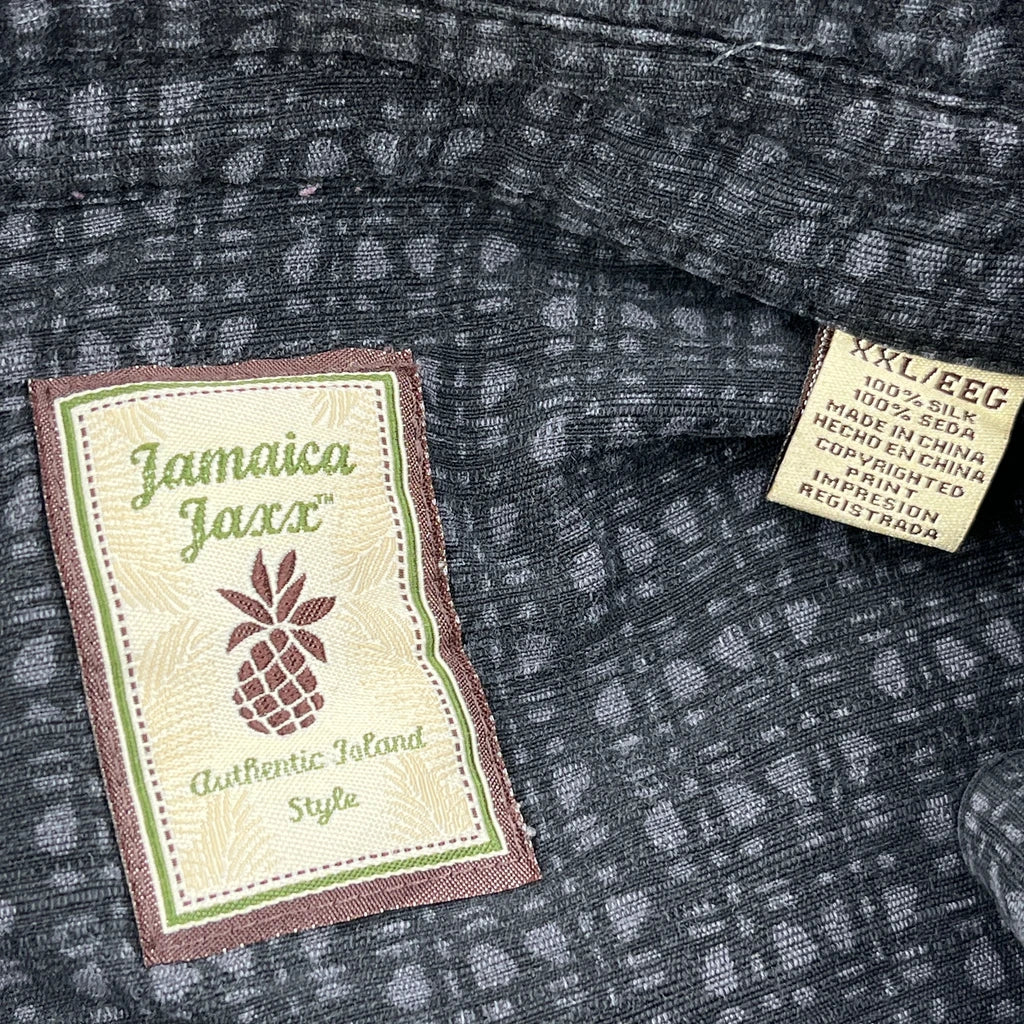 Jamaica
Jaxx™
Authentic Island
Style
XXL/EEG
100% SILK
100% SEDA
MADE IN CHINA
HECHO EN CHINA
COPYRIGHTED
PRINT
IMPRESION
REGISTRADA